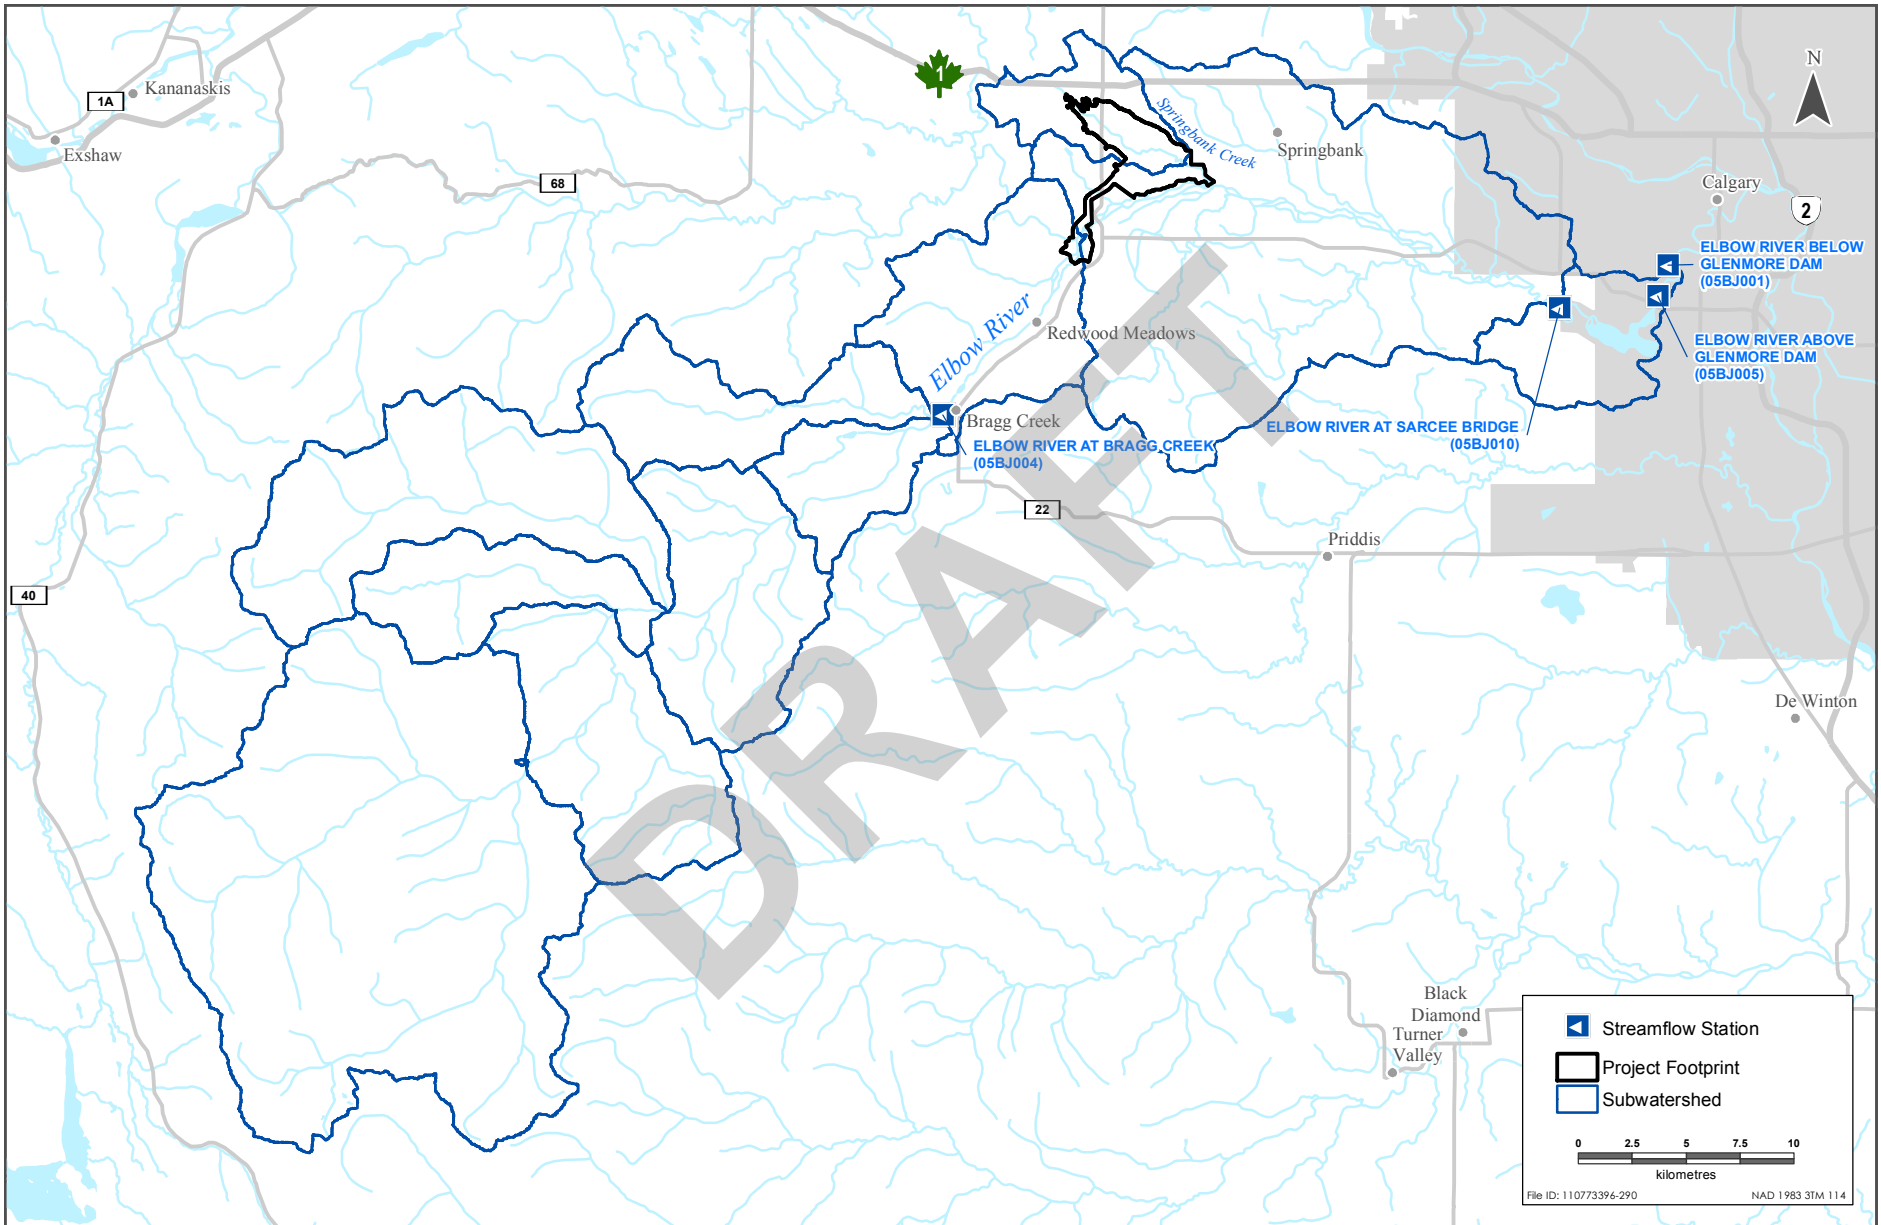 1
N
Kananaskis
1A
Exshaw
68
Springbank Creek
Springbank
Calgary
2
ELBOW RIVER BELOW
GLENMORE DAM
(05BJ001)
Elbow River
Redwood Meadows
ELBOW RIVER ABOVE
GLENMORE DAM
(05BJ005)
Bragg Creek
ELBOW RIVER AT BRAGG CREEK
(05BJ004)
ELBOW RIVER AT SARCEE BRIDGE
(05BJ010)
22
Priddis
40
De Winton
DRAFT
Black
Diamond
Turner
Valley
Streamflow Station
Project Footprint
Subwatershed
0 2.5 5 7.5 10
kilometres
File ID: 110773396-290 NAD 1983 3TM 114